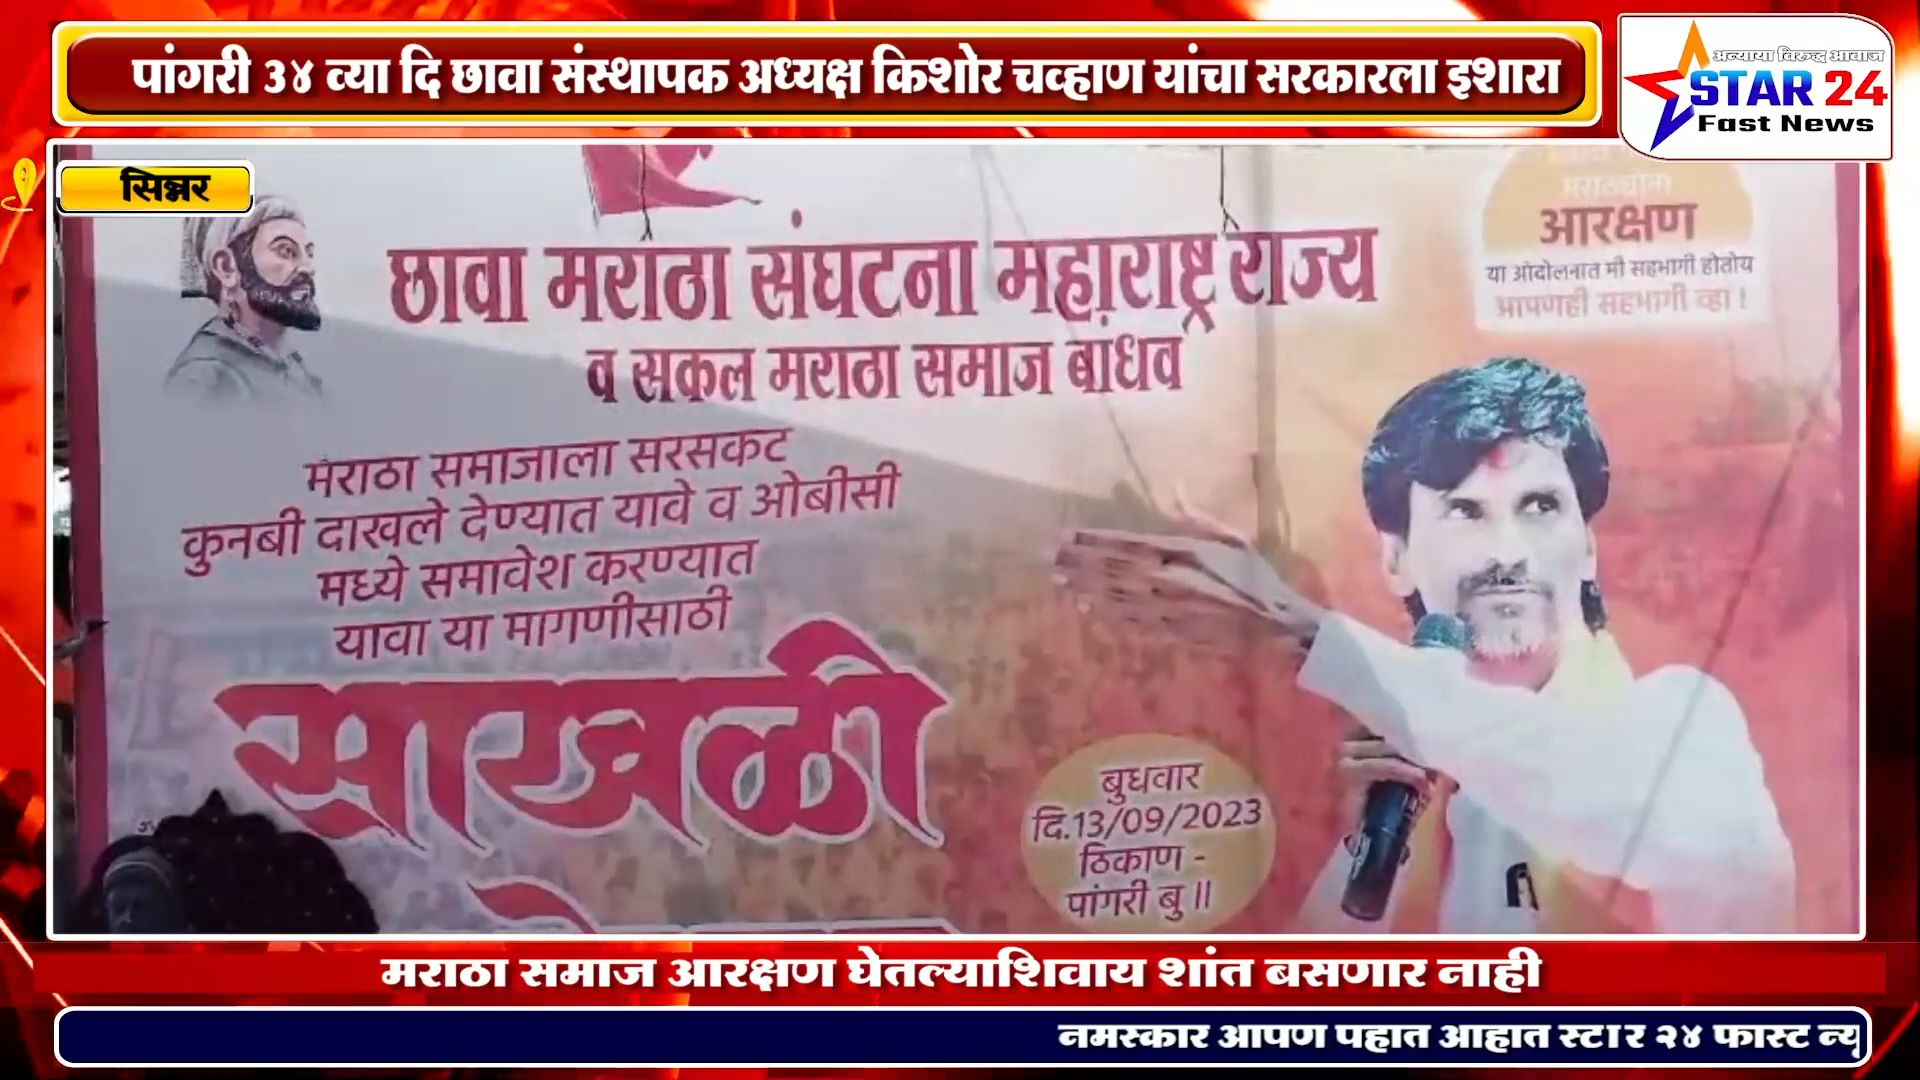 पांगरी ३४ व्या दि छावा संस्थापक अध्यक्ष किशोर चव्हाण यांचा सरकारला इशारा
अन्याया विरुद्ध आवाज
STAR 24
Fast News
सिन्नर
मराठ्यांना
आरक्षण
या आंदोलनात मी सहभागी होतोय
आपणही सहभागी व्हा !
छावा मराठा संघटना महाराष्ट्र राज्य
व सकल मराठा समाज बांधव
मराठा समाजाला सरसकट
कुनबी दाखले देण्यात यावे व ओबीसी
मध्ये समावेश करण्यात
यावा या मागणीसाठी
साखळी
बुधवार
दि.13/09/2023
ठिकाण -
पांगरी बु ॥
मराठा समाज आरक्षण घेतल्याशिवाय शांत बसणार नाही
नमस्कार आपण पहात आहात स्टार २४ फास्ट